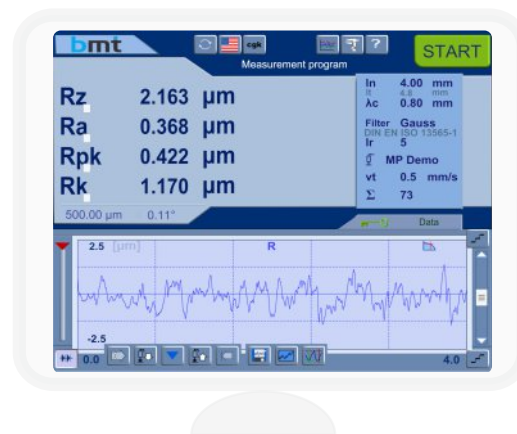 bmt
cgk
?
START
Measurement program
Rz 2.163 µm
Ra 0.368 µm
Rpk 0.422 µm
Rk 1.170 µm
500.00 µm 0.11°
ln 4.00 mm
lt 4.8 mm
λc 0.80 mm
Filter Gauss
DIN EN ISO 13565-1
lr 5
MP Demo
vt 0.5 mm/s
Σ 73
Data
2.5 [µm] R
-2.5
0.0 4.0